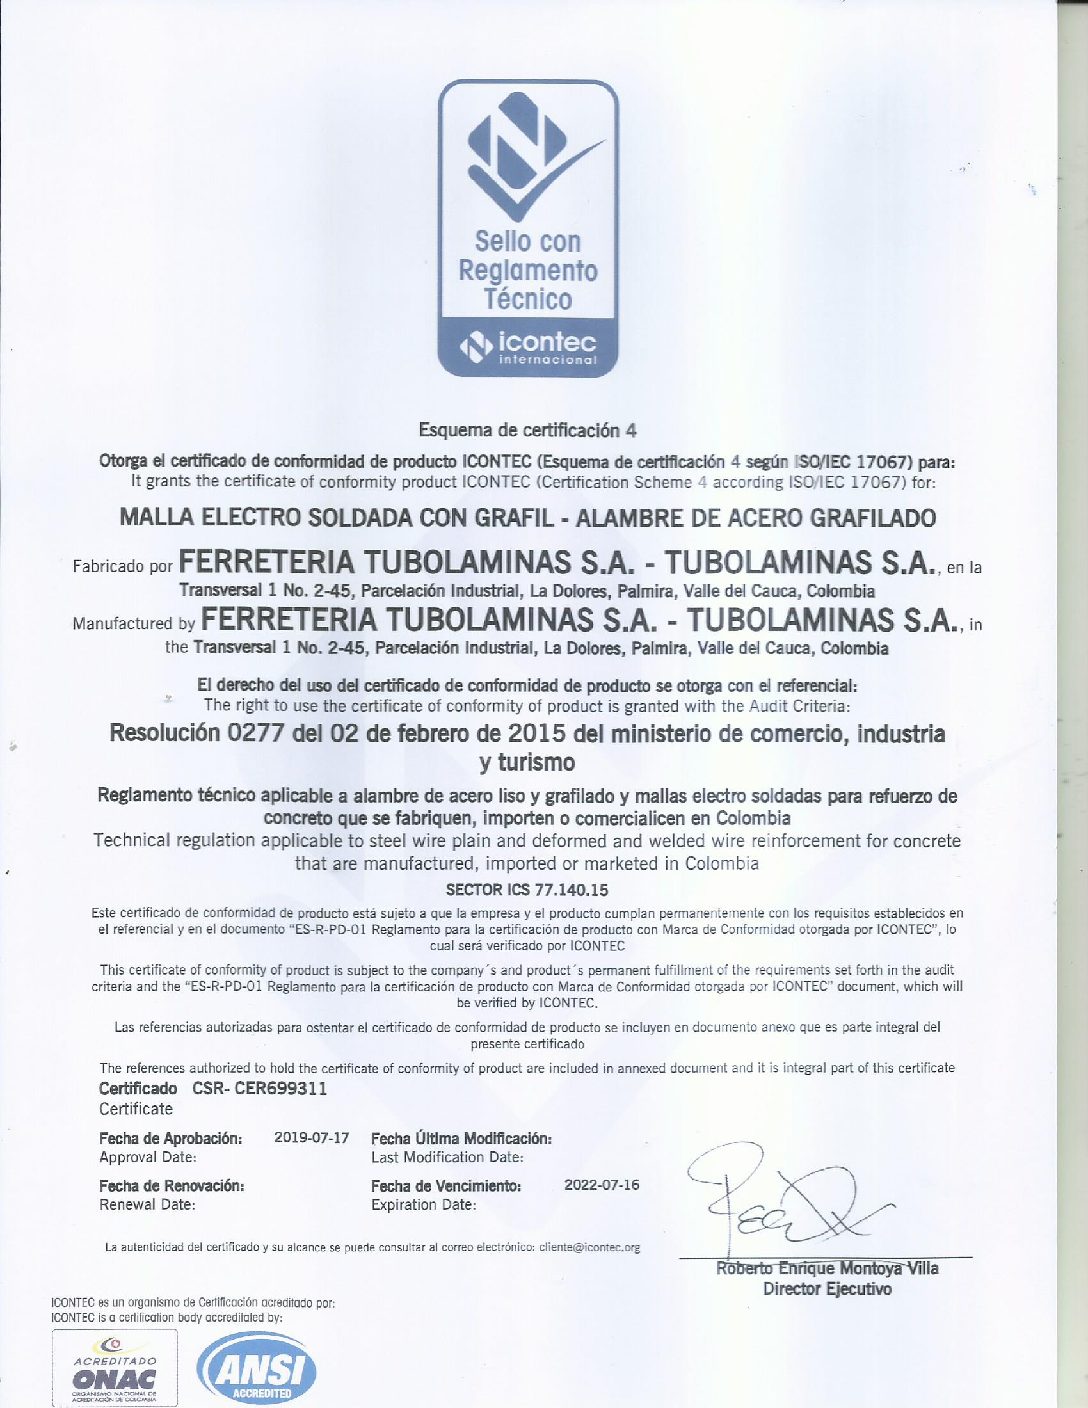 Sello con
Reglamento
Técnico
icontec
internacional
Esquema de certificación 4
Otorga el certificado de conformidad de producto ICONTEC (Esquema de certificación 4 según ISO/IEC 17067) para:
It grants the certificate of conformity product ICONTEC (Certification Scheme 4 according ISO/IEC 17067) for:
MALLA ELECTRO SOLDADA CON GRAFIL - ALAMBRE DE ACERO GRAFILADO
Fabricado por FERRETERIA TUBOLAMINAS S.A. - TUBOLAMINAS S.A., en la
Transversal 1 No. 2-45, Parcelación Industrial, La Dolores, Palmira, Valle del Cauca, Colombia
Manufactured by FERRETERIA TUBOLAMINAS S.A. - TUBOLAMINAS S.A., in
the Transversal 1 No. 2-45, Parcelación Industrial, La Dolores, Palmira, Valle del Cauca, Colombia
El derecho del uso del certificado de conformidad de producto se otorga con el referencial:
The right to use the certificate of conformity of product is granted with the Audit Criteria:
Resolución 0277 del 02 de febrero de 2015 del ministerio de comercio, industria
y turismo
Reglamento técnico aplicable a alambre de acero liso y grafilado y mallas electro soldadas para refuerzo de
concreto que se fabriquen, importen o comercialicen en Colombia
Technical regulation applicable to steel wire plain and deformed and welded wire reinforcement for concrete
that are manufactured, imported or marketed in Colombia
SECTOR ICS 77.140.15
Este certificado de conformidad de producto está sujeto a que la empresa y el producto cumplan permanentemente con los requisitos establecidos en
el referencial y en el documento "ES-R-PD-01 Reglamento para la certificación de producto con Marca de Conformidad otorgada por ICONTEC", lo
cual será verificado por ICONTEC
This certificate of conformity of product is subject to the company´s and product´s permanent fulfillment of the requirements set forth in the audit
criteria and the "ES-R-PD-01 Reglamento para la certificación de producto con Marca de Conformidad otorgada por ICONTEC" document, which will
be verified by ICONTEC.
Las referencias autorizadas para ostentar el certificado de conformidad de producto se incluyen en documento anexo que es parte integral del
presente certificado
The references authorized to hold the certificate of conformity of product are included in annexed document and it is integral part of this certificate
Certificado CSR- CER699311
Certificate
Fecha de Aprobación: 2019-07-17 Fecha Última Modificación:
Approval Date: Last Modification Date:
Fecha de Renovación: Fecha de Vencimiento: 2022-07-16
Renewal Date: Expiration Date:
La autenticidad del certificado y su alcance se puede consultar al correo electrónico: cliente@icontec.org
Roberto Enrique Montoya Villa
Director Ejecutivo
ICONTEC es un organismo de Certificación acreditado por:
ICONTEC is a certification body accreditated by:
ACREDITADO
ONAC
ORGANISMO NACIONAL DE
ACREDITACIÓN DE COLOMBIA
ANSI
ACCREDITED